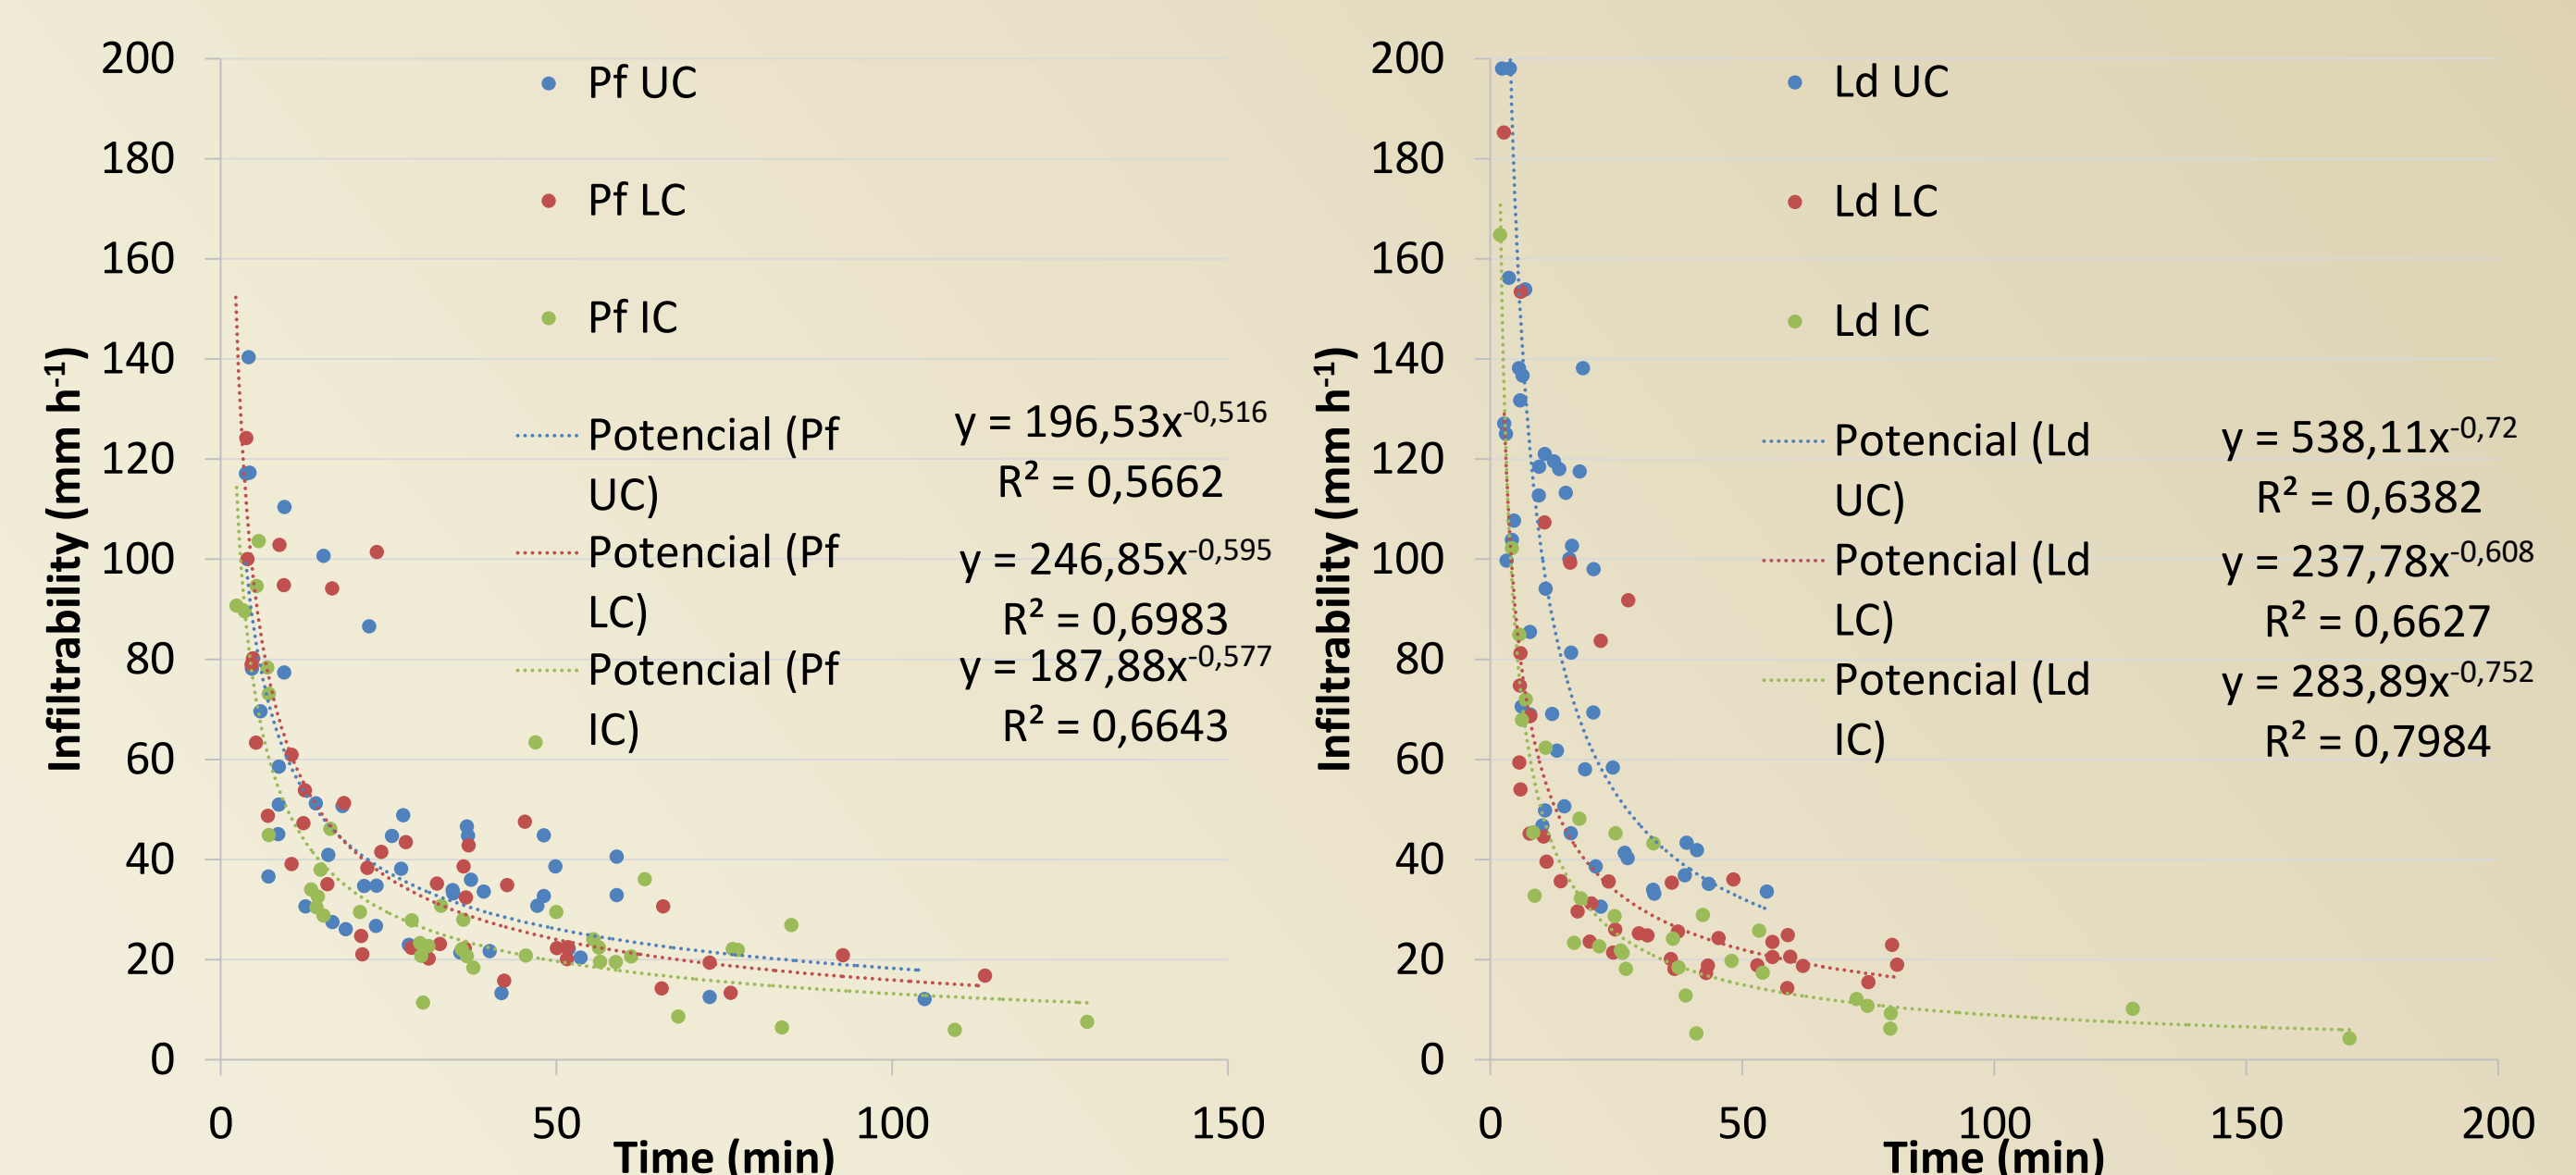 200
180
160
140
120
100
80
60
40
20
0
Infiltrability (mm h-1)
0 50 100 150
Time (min)
Pf UC
Pf LC
Pf IC
Potencial (Pf
UC)
Potencial (Pf
LC)
Potencial (Pf
IC)
y = 196,53x-0,516
R² = 0,5662
y = 246,85x-0,595
R² = 0,6983
y = 187,88x-0,577
R² = 0,6643
200
180
160
140
120
100
80
60
40
20
0
Infiltrability (mm h-1)
0 50 100 150 200
Time (min)
Ld UC
Ld LC
Ld IC
Potencial (Ld
UC)
Potencial (Ld
LC)
Potencial (Ld
IC)
y = 538,11x-0,72
R² = 0,6382
y = 237,78x-0,608
R² = 0,6627
y = 283,89x-0,752
R² = 0,7984